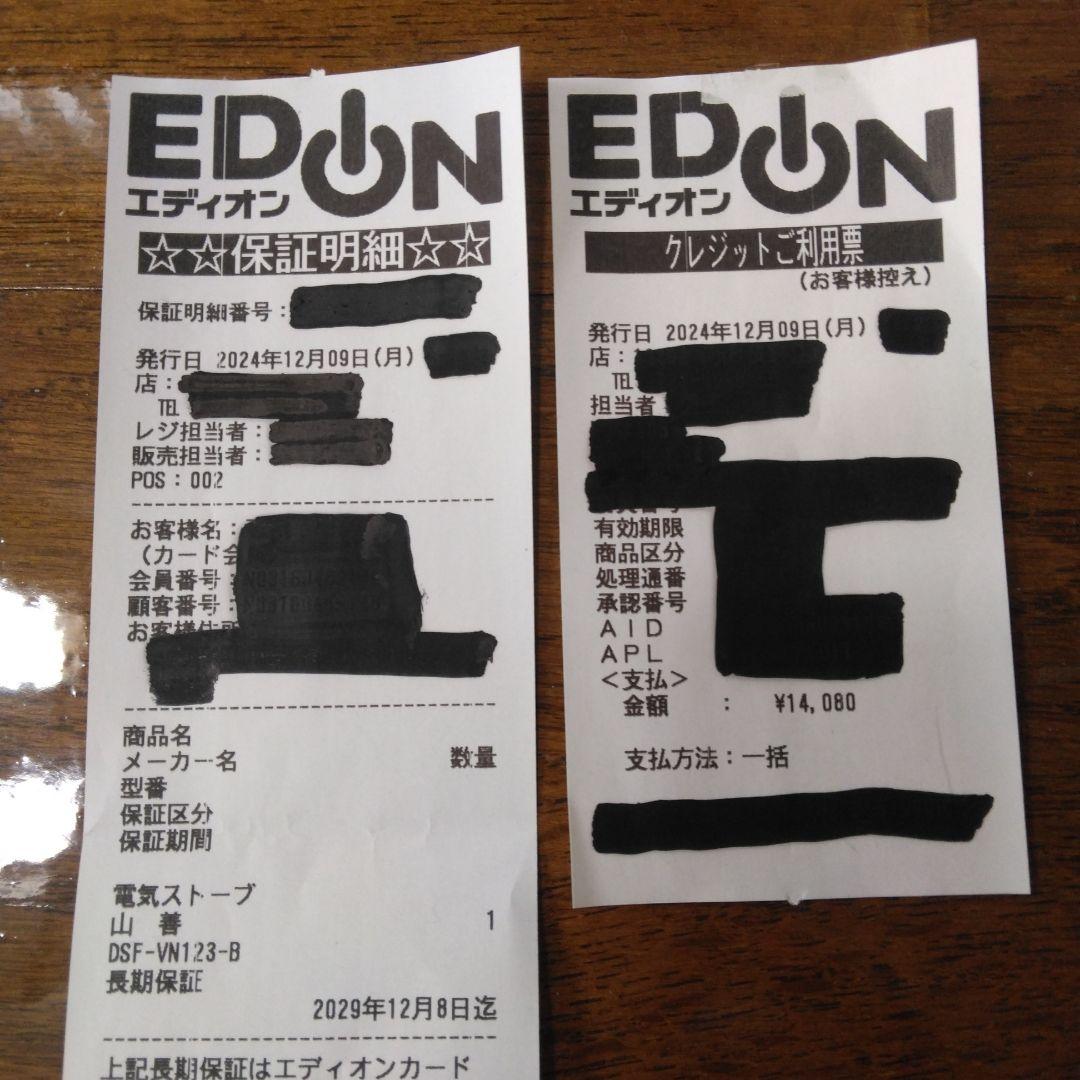 EDION
エディオン
☆☆保証明細☆☆
保証明細番号:
発行日 2024年12月09日(月)
店:
TEL
レジ担当者:
販売担当者:
POS:002
お客様名:
(カード会
会員番号:
顧客番号:
お客様住所
商品名
メーカー名 数量
型番
保証区分
保証期間
電気ストーブ
山 善 1
DSF-VN123-B
長期保証
2029年12月8日迄
上記長期保証はエディオンカード
EDION
エディオン
クレジットご利用票
(お客様控え)
発行日 2024年12月09日(月)
店:
TEL
担当者
有効期限
商品区分
処理通番
承認番号
AID
APL
<支払>
金額 : ¥14,080
支払方法:一括